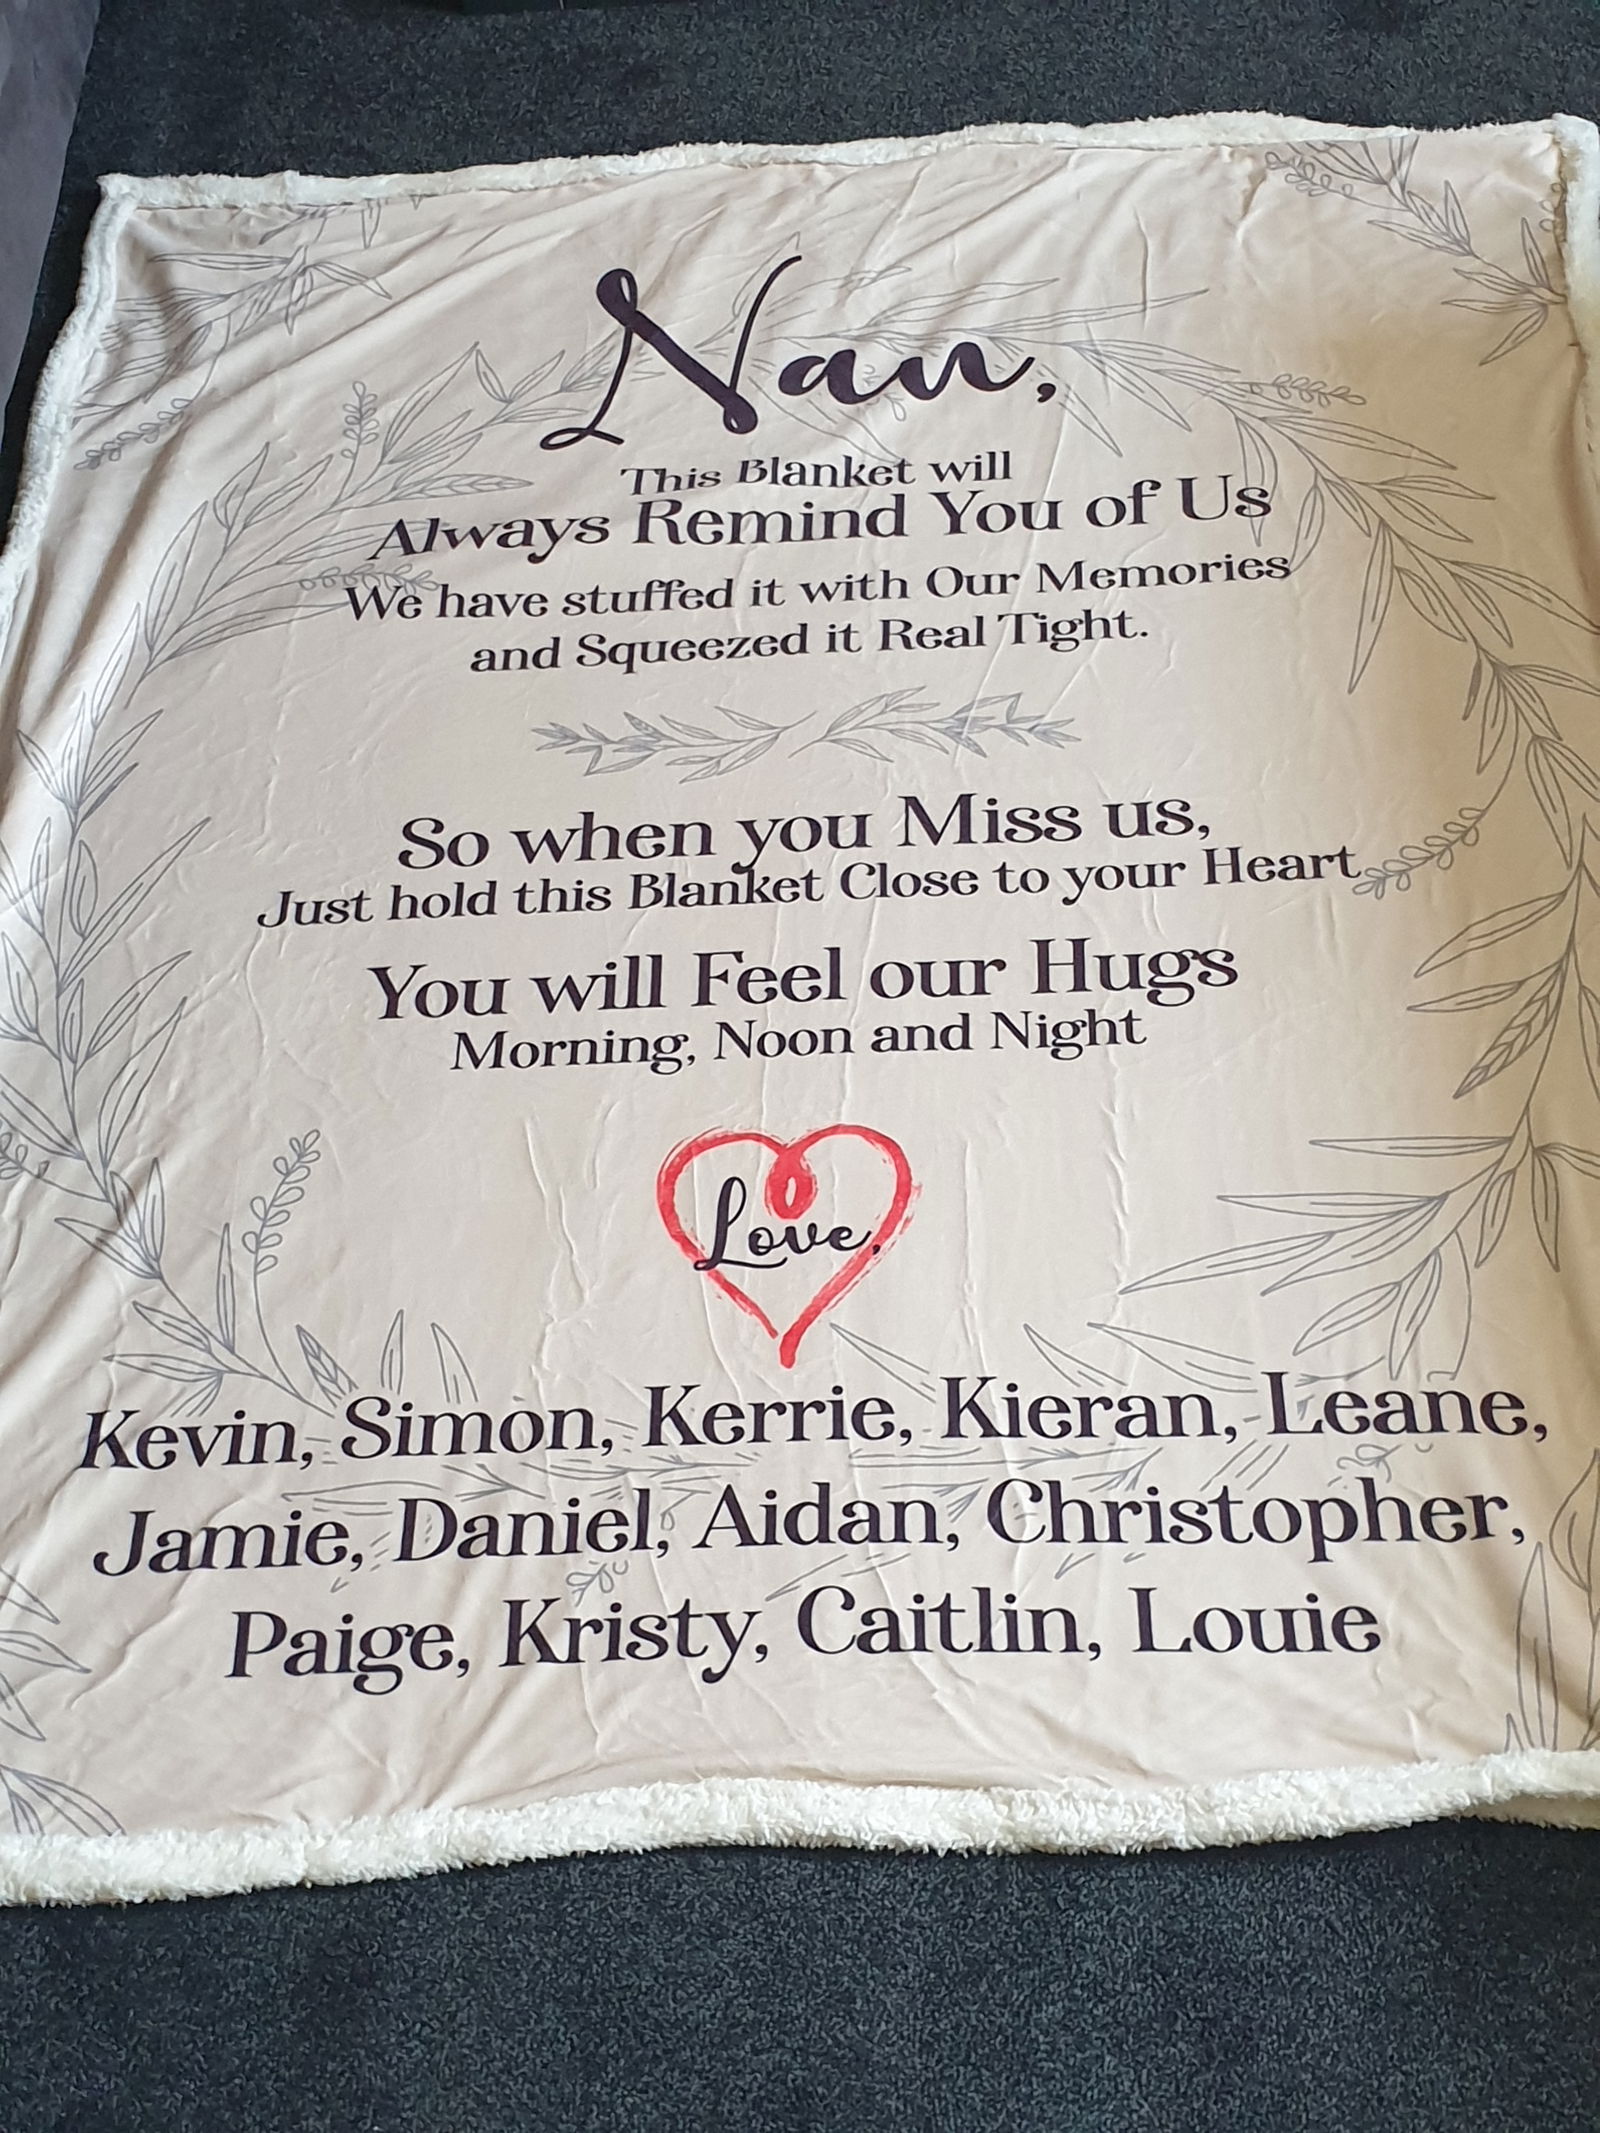 Nan,
This Blanket will
Always Remind You of Us
We have stuffed it with Our Memories
and Squeezed it Real Tight.
So when you Miss us,
Just hold this Blanket Close to your Heart
You will Feel our Hugs
Morning, Noon and Night
Love,
Kevin, Simon, Kerrie, Kieran, Leane,
Jamie, Daniel, Aidan, Christopher,
Paige, Kristy, Caitlin, Louie